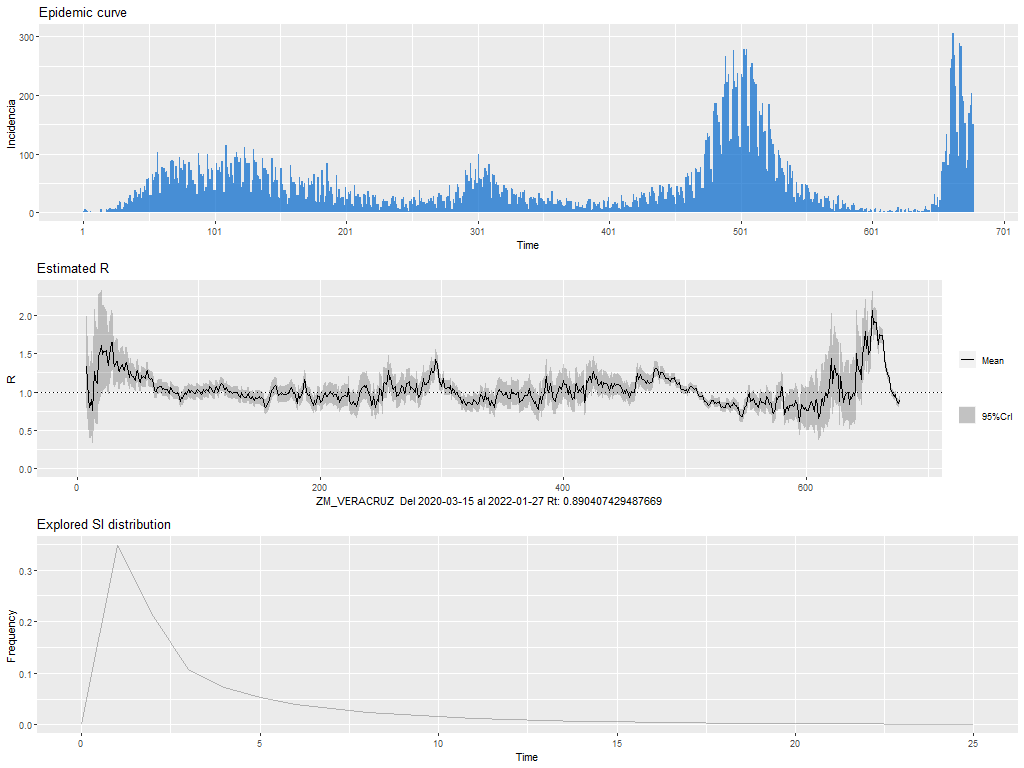 Epidemic curve
300
200
100
0
Incidencia
1 101 201 301 401 501 601 701
Time
Estimated R
2.0
1.5
1.0
0.5
0.0
R
Mean
95%CrI
0 200 400 600
ZM_VERACRUZ Del 2020-03-15 al 2022-01-27 Rt: 0.890407429487669
Explored SI distribution
0.3
0.2
0.1
0.0
Frequency
0 5 10 15 20 25
Time